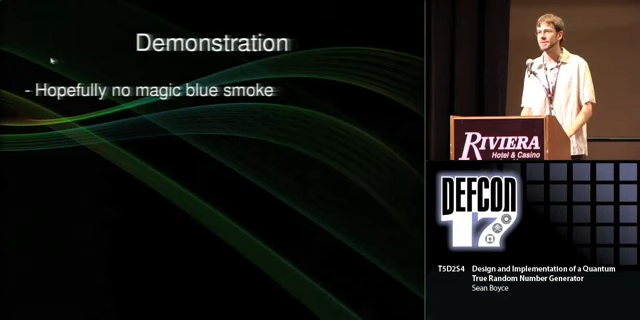 Demonstration
- Hopefully no magic blue smoke
RIVIERA
Hotel & Casino
DEFCON
17
T5D2S4 Design and Implementation of a Quantum
True Random Number Generator
Sean Boyce